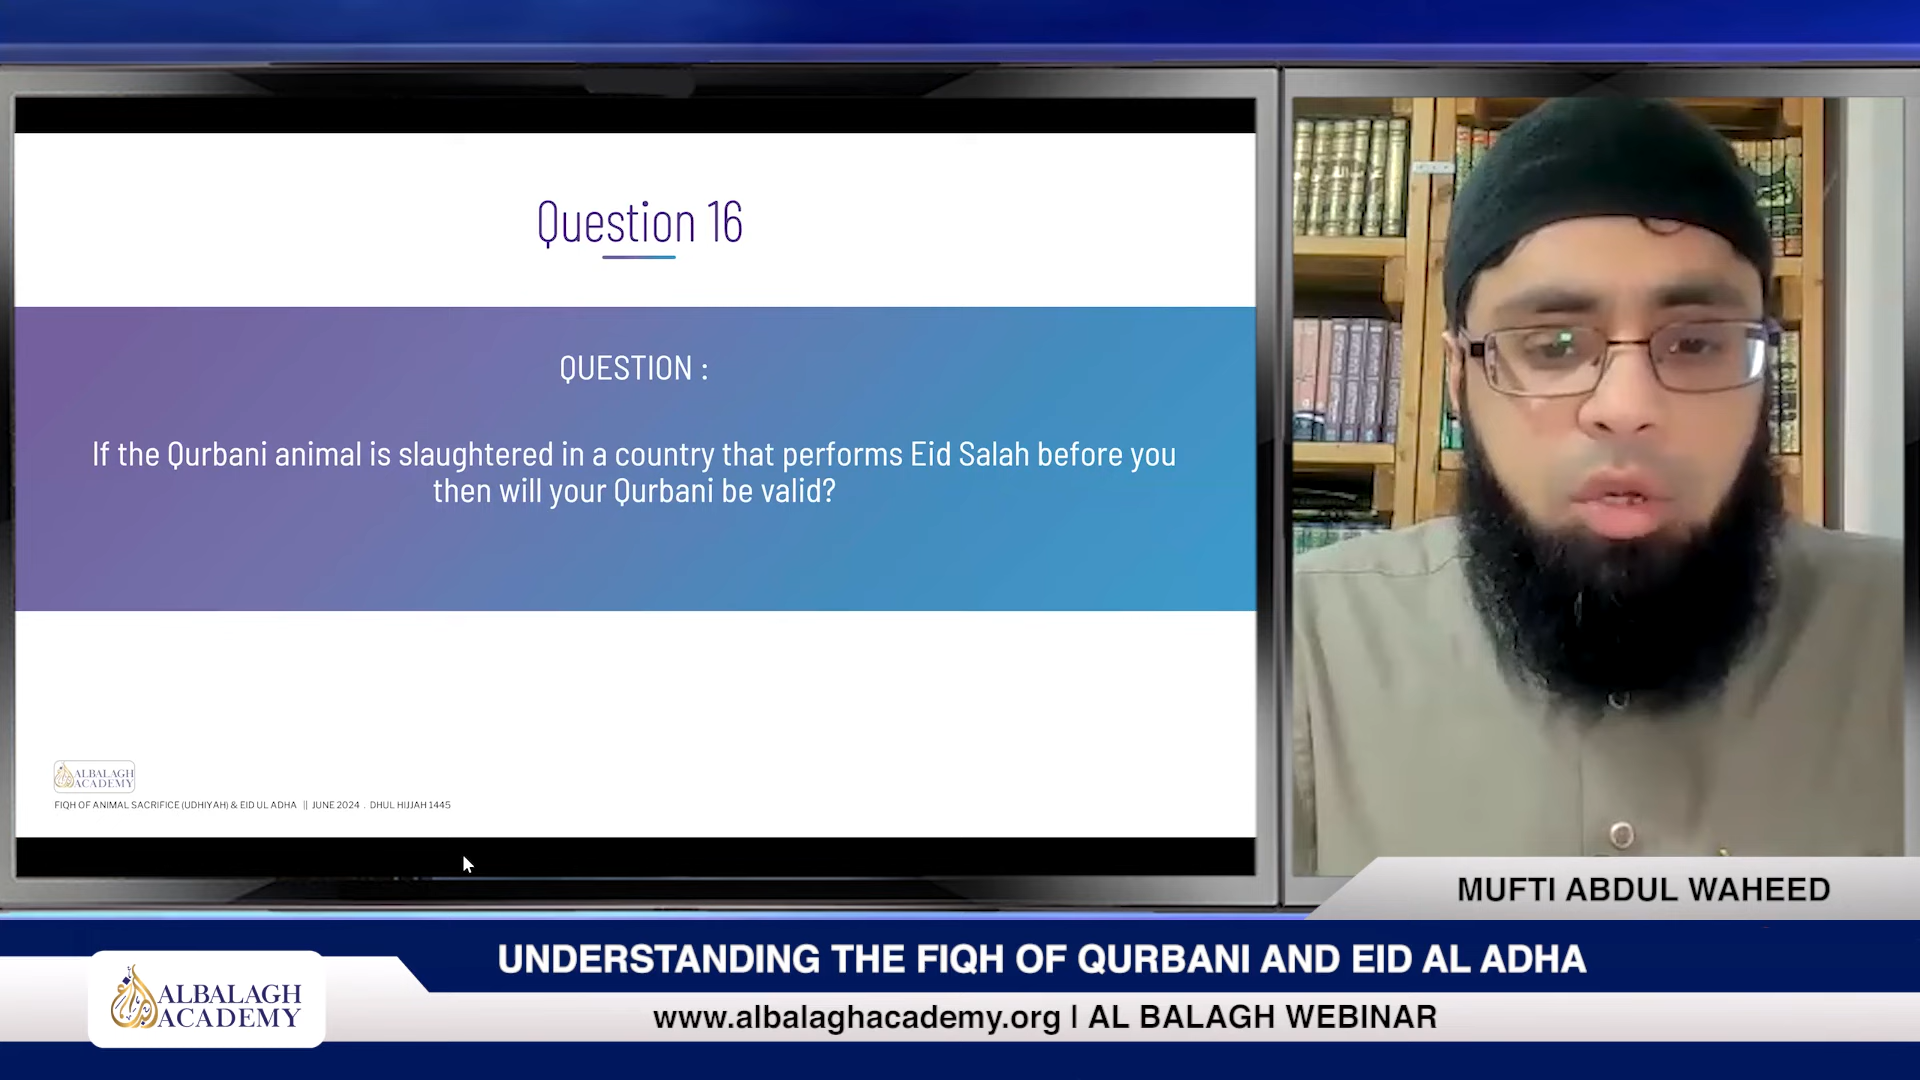 Question 16
QUESTION :
If the Qurbani animal is slaughtered in a country that performs Eid Salah before you
then will your Qurbani be valid?
ALBALAGH
ACADEMY
FIQH OF ANIMAL SACRIFICE (UDHIYAH) & EID UL ADHA || JUNE 2024 . DHUL HIJJAH 1445
MUFTI ABDUL WAHEED
UNDERSTANDING THE FIQH OF QURBANI AND EID AL ADHA
ALBALAGH
ACADEMY
www.albalaghacademy.org | AL BALAGH WEBINAR